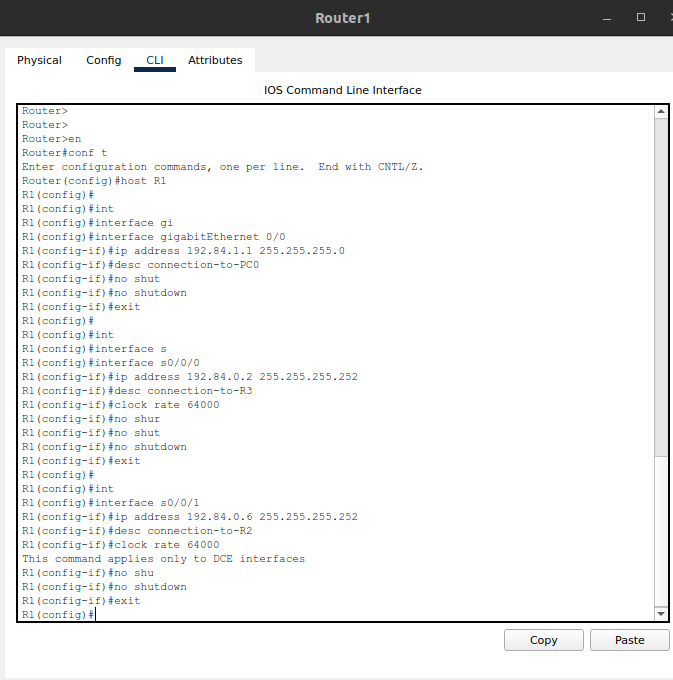 Router1
Physical Config CLI Attributes
IOS Command Line Interface
Router>
Router>
Router>en
Router#conf t
Enter configuration commands, one per line.  End with CNTL/Z.
Router(config)#host R1
R1(config)#
R1(config)#int
R1(config)#interface gi
R1(config)#interface gigabitEthernet 0/0
R1(config-if)#ip address 192.84.1.1 255.255.255.0
R1(config-if)#desc connection-to-PC0
R1(config-if)#no shut
R1(config-if)#no shutdown
R1(config-if)#exit
R1(config)#
R1(config)#int
R1(config)#interface s
R1(config)#interface s0/0/0
R1(config-if)#ip address 192.84.0.2 255.255.255.252
R1(config-if)#desc connection-to-R3
R1(config-if)#clock rate 64000
R1(config-if)#no shur
R1(config-if)#no shut
R1(config-if)#no shutdown
R1(config-if)#exit
R1(config)#
R1(config)#int
R1(config)#interface s0/0/1
R1(config-if)#ip address 192.84.0.6 255.255.255.252
R1(config-if)#desc connection-to-R2
R1(config-if)#clock rate 64000
This command applies only to DCE interfaces
R1(config-if)#no shu
R1(config-if)#no shutdown
R1(config-if)#exit
R1(config)#
Copy Paste